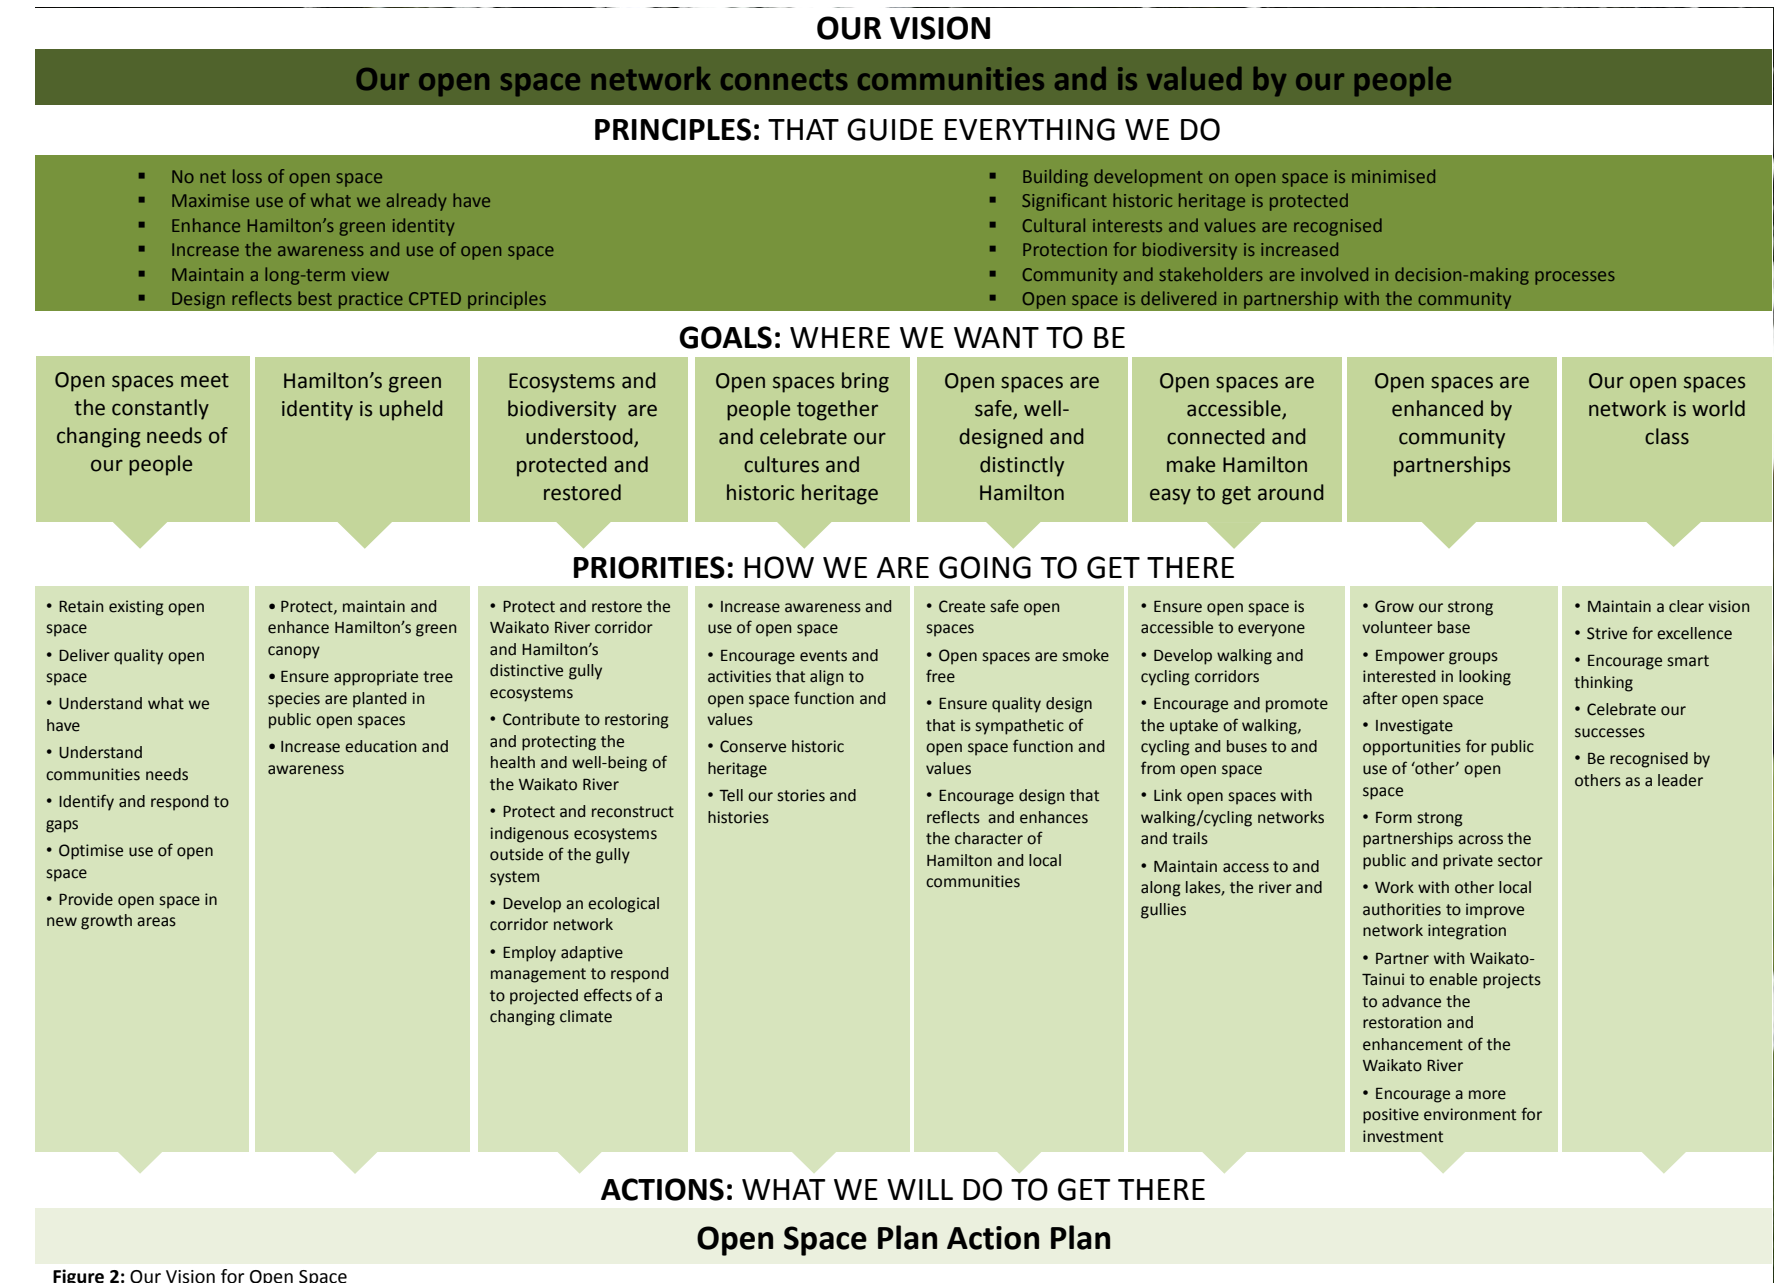 OUR VISION
Our open space network connects communities and is valued by our people
PRINCIPLES: THAT GUIDE EVERYTHING WE DO
▪ No net loss of open space
▪ Maximise use of what we already have
▪ Enhance Hamilton’s green identity
▪ Increase the awareness and use of open space
▪ Maintain a long-term view
▪ Design reflects best practice CPTED principles
▪ Building development on open space is minimised
▪ Significant historic heritage is protected
▪ Cultural interests and values are recognised
▪ Protection for biodiversity is increased
▪ Community and stakeholders are involved in decision-making processes
▪ Open space is delivered in partnership with the community
GOALS: WHERE WE WANT TO BE
Open spaces meet
the constantly
changing needs of
our people
Hamilton’s green
identity is upheld
Ecosystems and
biodiversity are
understood,
protected and
restored
Open spaces bring
people together
and celebrate our
cultures and
historic heritage
Open spaces are
safe, well-
designed and
distinctly
Hamilton
Open spaces are
accessible,
connected and
make Hamilton
easy to get around
Open spaces are
enhanced by
community
partnerships
Our open spaces
network is world
class
PRIORITIES: HOW WE ARE GOING TO GET THERE
• Retain existing open
space
• Deliver quality open
space
• Understand what we
have
• Understand
communities needs
• Identify and respond to
gaps
• Optimise use of open
space
• Provide open space in
new growth areas
• Protect, maintain and
enhance Hamilton’s green
canopy
• Ensure appropriate tree
species are planted in
public open spaces
• Increase education and
awareness
• Protect and restore the
Waikato River corridor
and Hamilton’s
distinctive gully
ecosystems
• Contribute to restoring
and protecting the
health and well-being of
the Waikato River
• Protect and reconstruct
indigenous ecosystems
outside of the gully
system
• Develop an ecological
corridor network
• Employ adaptive
management to respond
to projected effects of a
changing climate
• Increase awareness and
use of open space
• Encourage events and
activities that align to
open space function and
values
• Conserve historic
heritage
• Tell our stories and
histories
• Create safe open
spaces
• Open spaces are smoke
free
• Ensure quality design
that is sympathetic of
open space function and
values
• Encourage design that
reflects and enhances
the character of
Hamilton and local
communities
• Ensure open space is
accessible to everyone
• Develop walking and
cycling corridors
• Encourage and promote
the uptake of walking,
cycling and buses to and
from open space
• Link open spaces with
walking/cycling networks
and trails
• Maintain access to and
along lakes, the river and
gullies
• Grow our strong
volunteer base
• Empower groups
interested in looking
after open space
• Investigate
opportunities for public
use of ‘other’ open
space
• Form strong
partnerships across the
public and private sector
• Work with other local
authorities to improve
network integration
• Partner with Waikato-
Tainui to enable projects
to advance the
restoration and
enhancement of the
Waikato River
• Encourage a more
positive environment for
investment
• Maintain a clear vision
• Strive for excellence
• Encourage smart
thinking
• Celebrate our
successes
• Be recognised by
others as a leader
ACTIONS: WHAT WE WILL DO TO GET THERE
Open Space Plan Action Plan
Figure 2: Our Vision for Open Space